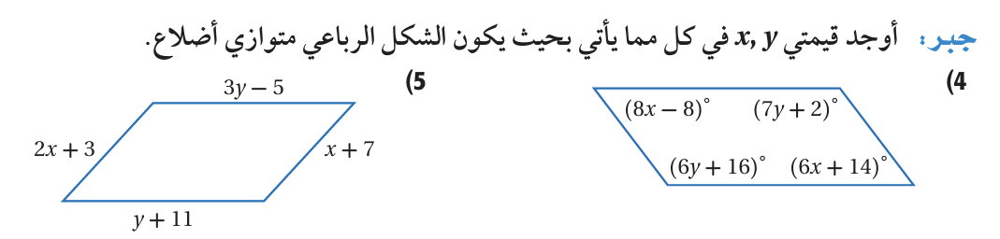 جبر: أوجد قيمتي x, y في كل مما يأتي بحيث يكون الشكل الرباعي متوازي أضلاع.
(4
(8x − 8)° (7y + 2)°
(6y + 16)° (6x + 14)°
(5
3y − 5
2x + 3 x + 7
y + 11